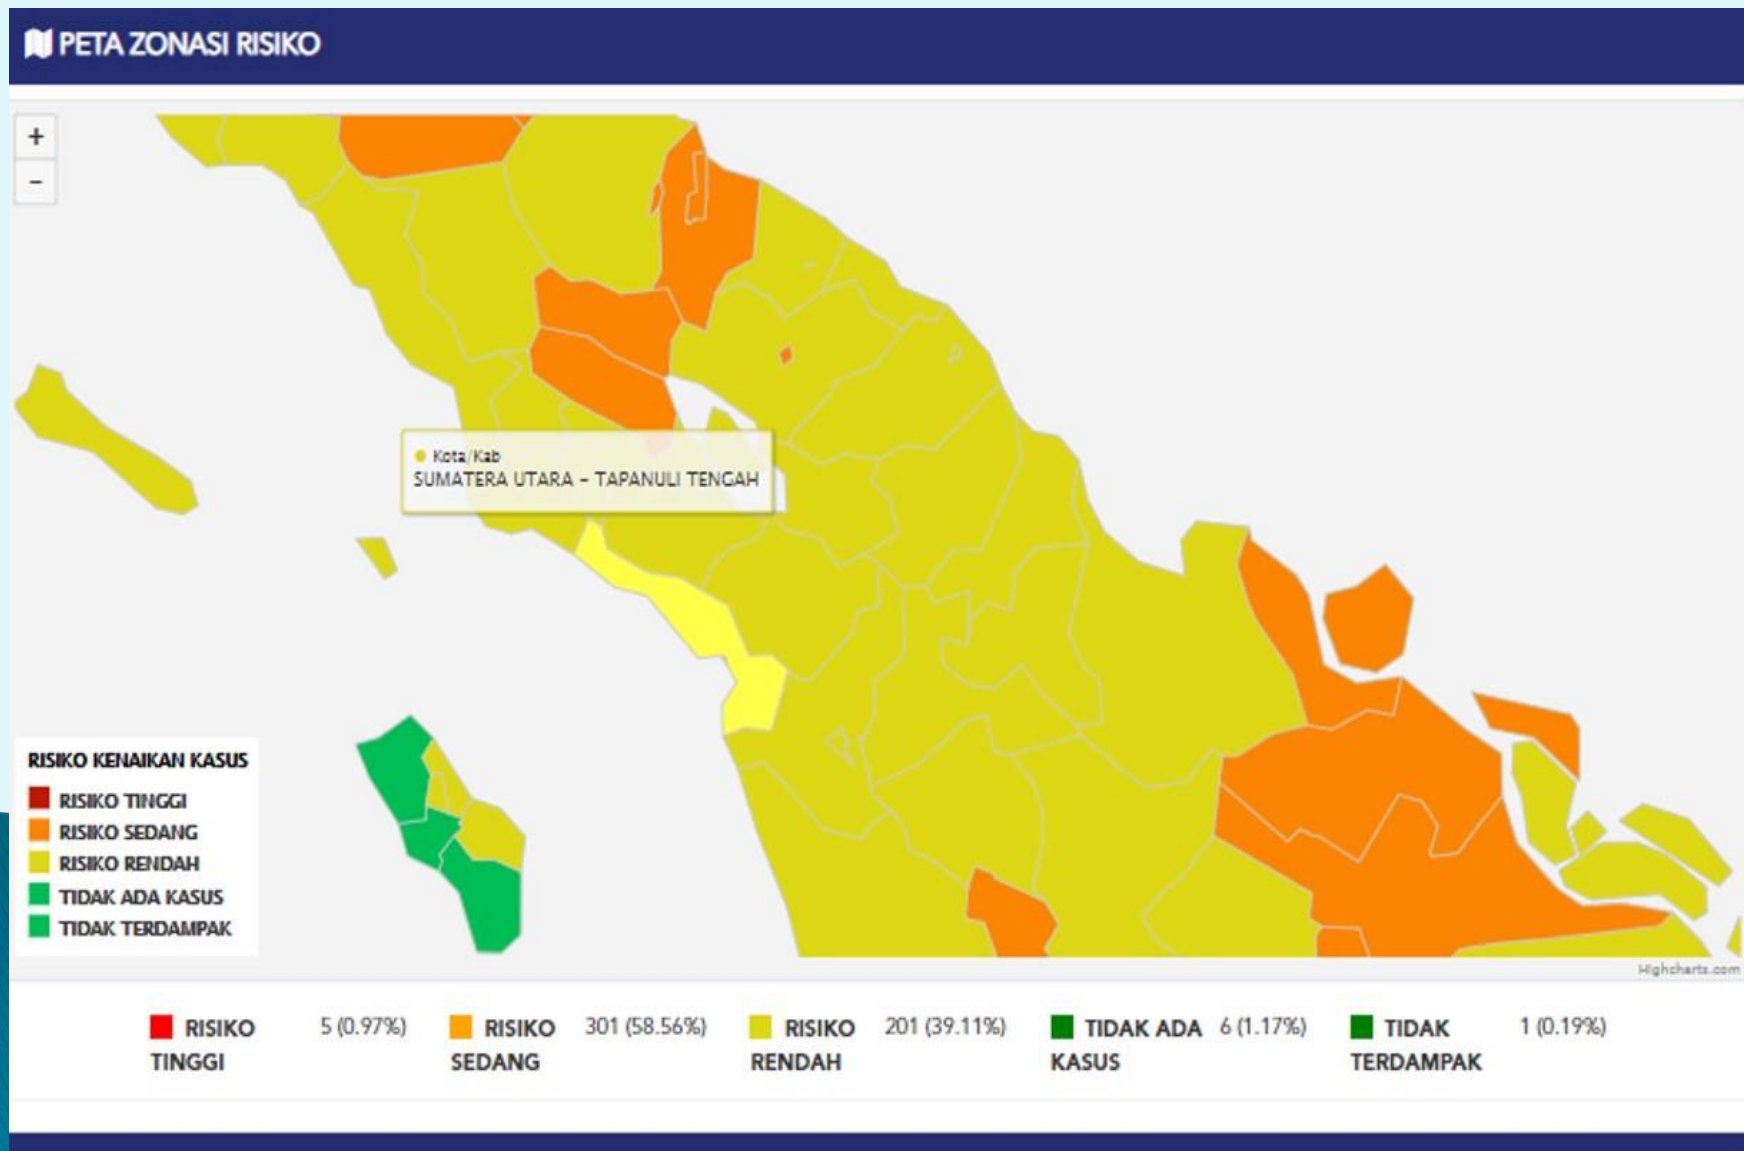 PETA ZONASI RISIKO
+
−
Kota/Kab
SUMATERA UTARA – TAPANULI TENGAH
RISIKO KENAIKAN KASUS
RISIKO TINGGI
RISIKO SEDANG
RISIKO RENDAH
TIDAK ADA KASUS
TIDAK TERDAMPAK
Highcharts.com
RISIKO TINGGI 5 (0.97%)
RISIKO SEDANG 301 (58.56%)
RISIKO RENDAH 201 (39.11%)
TIDAK ADA KASUS 6 (1.17%)
TIDAK TERDAMPAK 1 (0.19%)